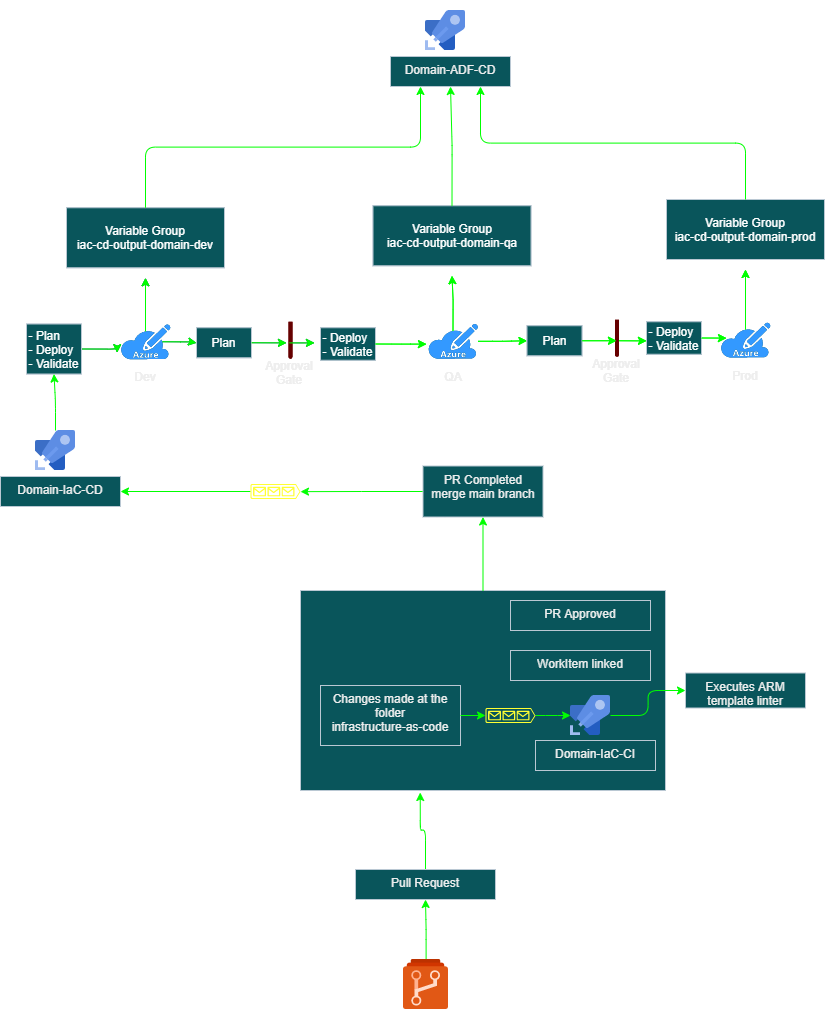 Domain-ADF-CD
Variable Group
iac-cd-output-domain-dev
Variable Group
iac-cd-output-domain-qa
Variable Group
iac-cd-output-domain-prod
- Plan
- Deploy
- Validate
Azure
Dev
Plan
Approval
Gate
- Deploy
- Validate
Azure
QA
Plan
Approval
Gate
- Deploy
- Validate
Azure
Prod
Domain-IaC-CD
PR Completed
merge main branch
PR Approved
WorkItem linked
Changes made at the
folder
infrastructure-as-code
Domain-IaC-CI
Executes ARM
template linter
Pull Request